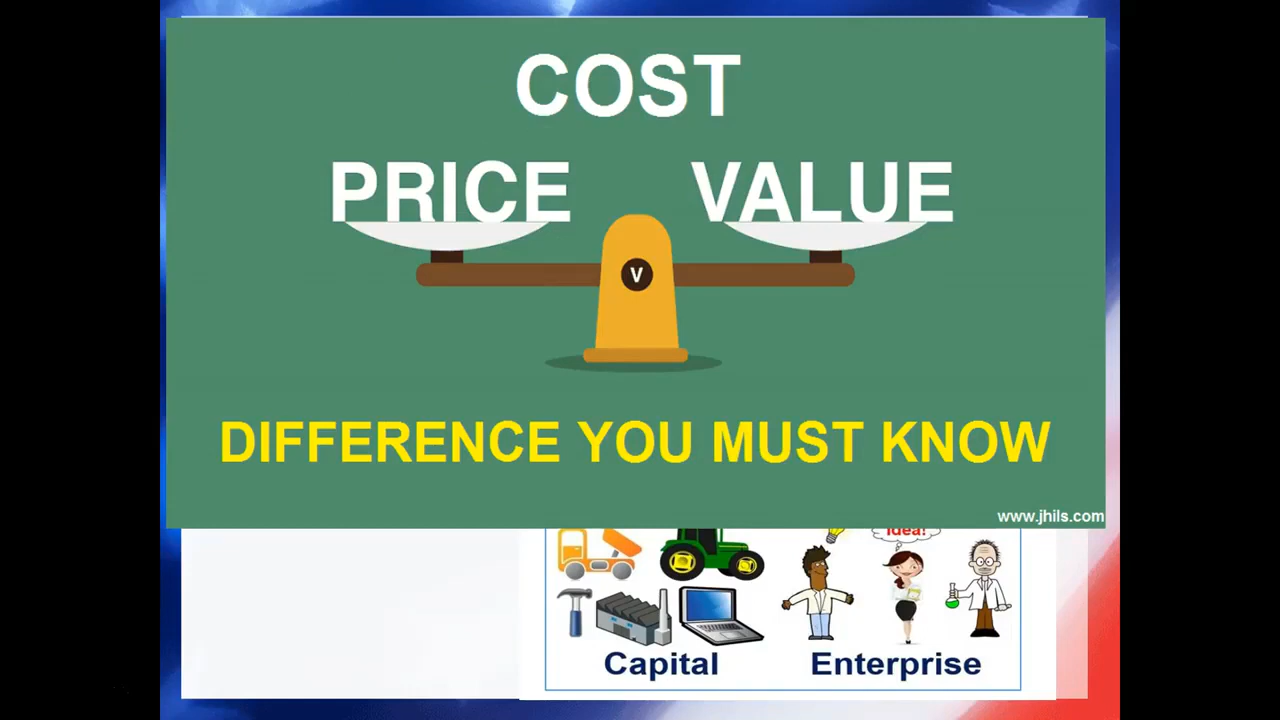 COST
PRICE VALUE
V
DIFFERENCE YOU MUST KNOW
www.jhils.com
Idea!
Capital Enterprise